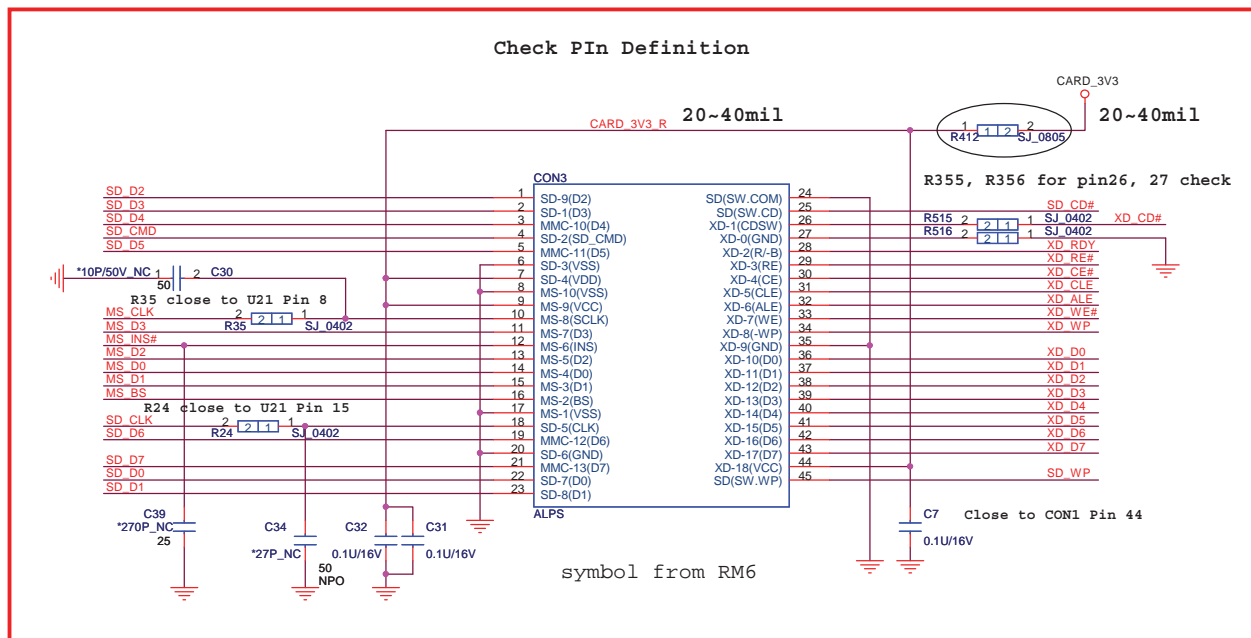 Check PIn Definition
CARD_3V3
CARD_3V3_R
20~40mil
20~40mil
1 1 2 2
R412 SJ_0805
R355, R356 for pin26, 27 check
CON3
SD_D2 1 SD-9(D2)
SD_D3 2 SD-1(D3)
SD_D4 3 MMC-10(D4)
SD_CMD 4 SD-2(SD_CMD)
SD_D5 5 MMC-11(D5)
6 SD-3(VSS)
7 SD-4(VDD)
8 MS-10(VSS)
9 MS-9(VCC)
MS_CLK 10 MS-8(SCLK)
MS_D3 11 MS-7(D3)
MS_INS# 12 MS-6(INS)
MS_D2 13 MS-5(D2)
MS_D0 14 MS-4(D0)
MS_D1 15 MS-3(D1)
MS_BS 16 MS-2(BS)
17 MS-1(VSS)
SD_CLK 18 SD-5(CLK)
SD_D6 19 MMC-12(D6)
20 SD-6(GND)
SD_D7 21 MMC-13(D7)
SD_D0 22 SD-7(D0)
SD_D1 23 SD-8(D1)
ALPS
*10P/50V_NC 1 2 C30
50
R35 close to U21 Pin 8
2 2 1 1
R35 SJ_0402
R24 close to U21 Pin 15
2 2 1 1
R24 SJ_0402
SD(SW.COM) 24
SD(SW.CD) 25 SD_CD#
XD-1(CDSW) 26 R515 2 2 1 1 SJ_0402 XD_CD#
XD-0(GND) 27 R516 2 2 1 1 SJ_0402
XD-2(R/-B) 28 XD_RDY
XD-3(RE) 29 XD_RE#
XD-4(CE) 30 XD_CE#
XD-5(CLE) 31 XD_CLE
XD-6(ALE) 32 XD_ALE
XD-7(WE) 33 XD_WE#
XD-8(-WP) 34 XD_WP
XD-9(GND) 35
XD-10(D0) 36 XD_D0
XD-11(D1) 37 XD_D1
XD-12(D2) 38 XD_D2
XD-13(D3) 39 XD_D3
XD-14(D4) 40 XD_D4
XD-15(D5) 41 XD_D5
XD-16(D6) 42 XD_D6
XD-17(D7) 43 XD_D7
XD-18(VCC) 44
SD(SW.WP) 45 SD_WP
C39
*270P_NC
25
C34
*27P_NC
50
NPO
C32
0.1U/16V
C31
0.1U/16V
C7
0.1U/16V
Close to CON1 Pin 44
symbol from RM6